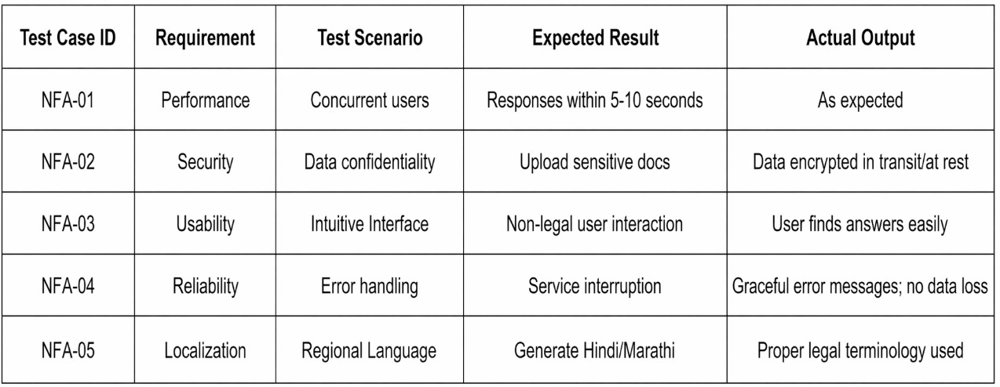 Test Case ID Requirement Test Scenario Expected Result Actual Output
NFA-01 Performance Concurrent users Responses within 5-10 seconds As expected
NFA-02 Security Data confidentiality Upload sensitive docs Data encrypted in transit/at rest
NFA-03 Usability Intuitive Interface Non-legal user interaction User finds answers easily
NFA-04 Reliability Error handling Service interruption Graceful error messages; no data loss
NFA-05 Localization Regional Language Generate Hindi/Marathi Proper legal terminology used